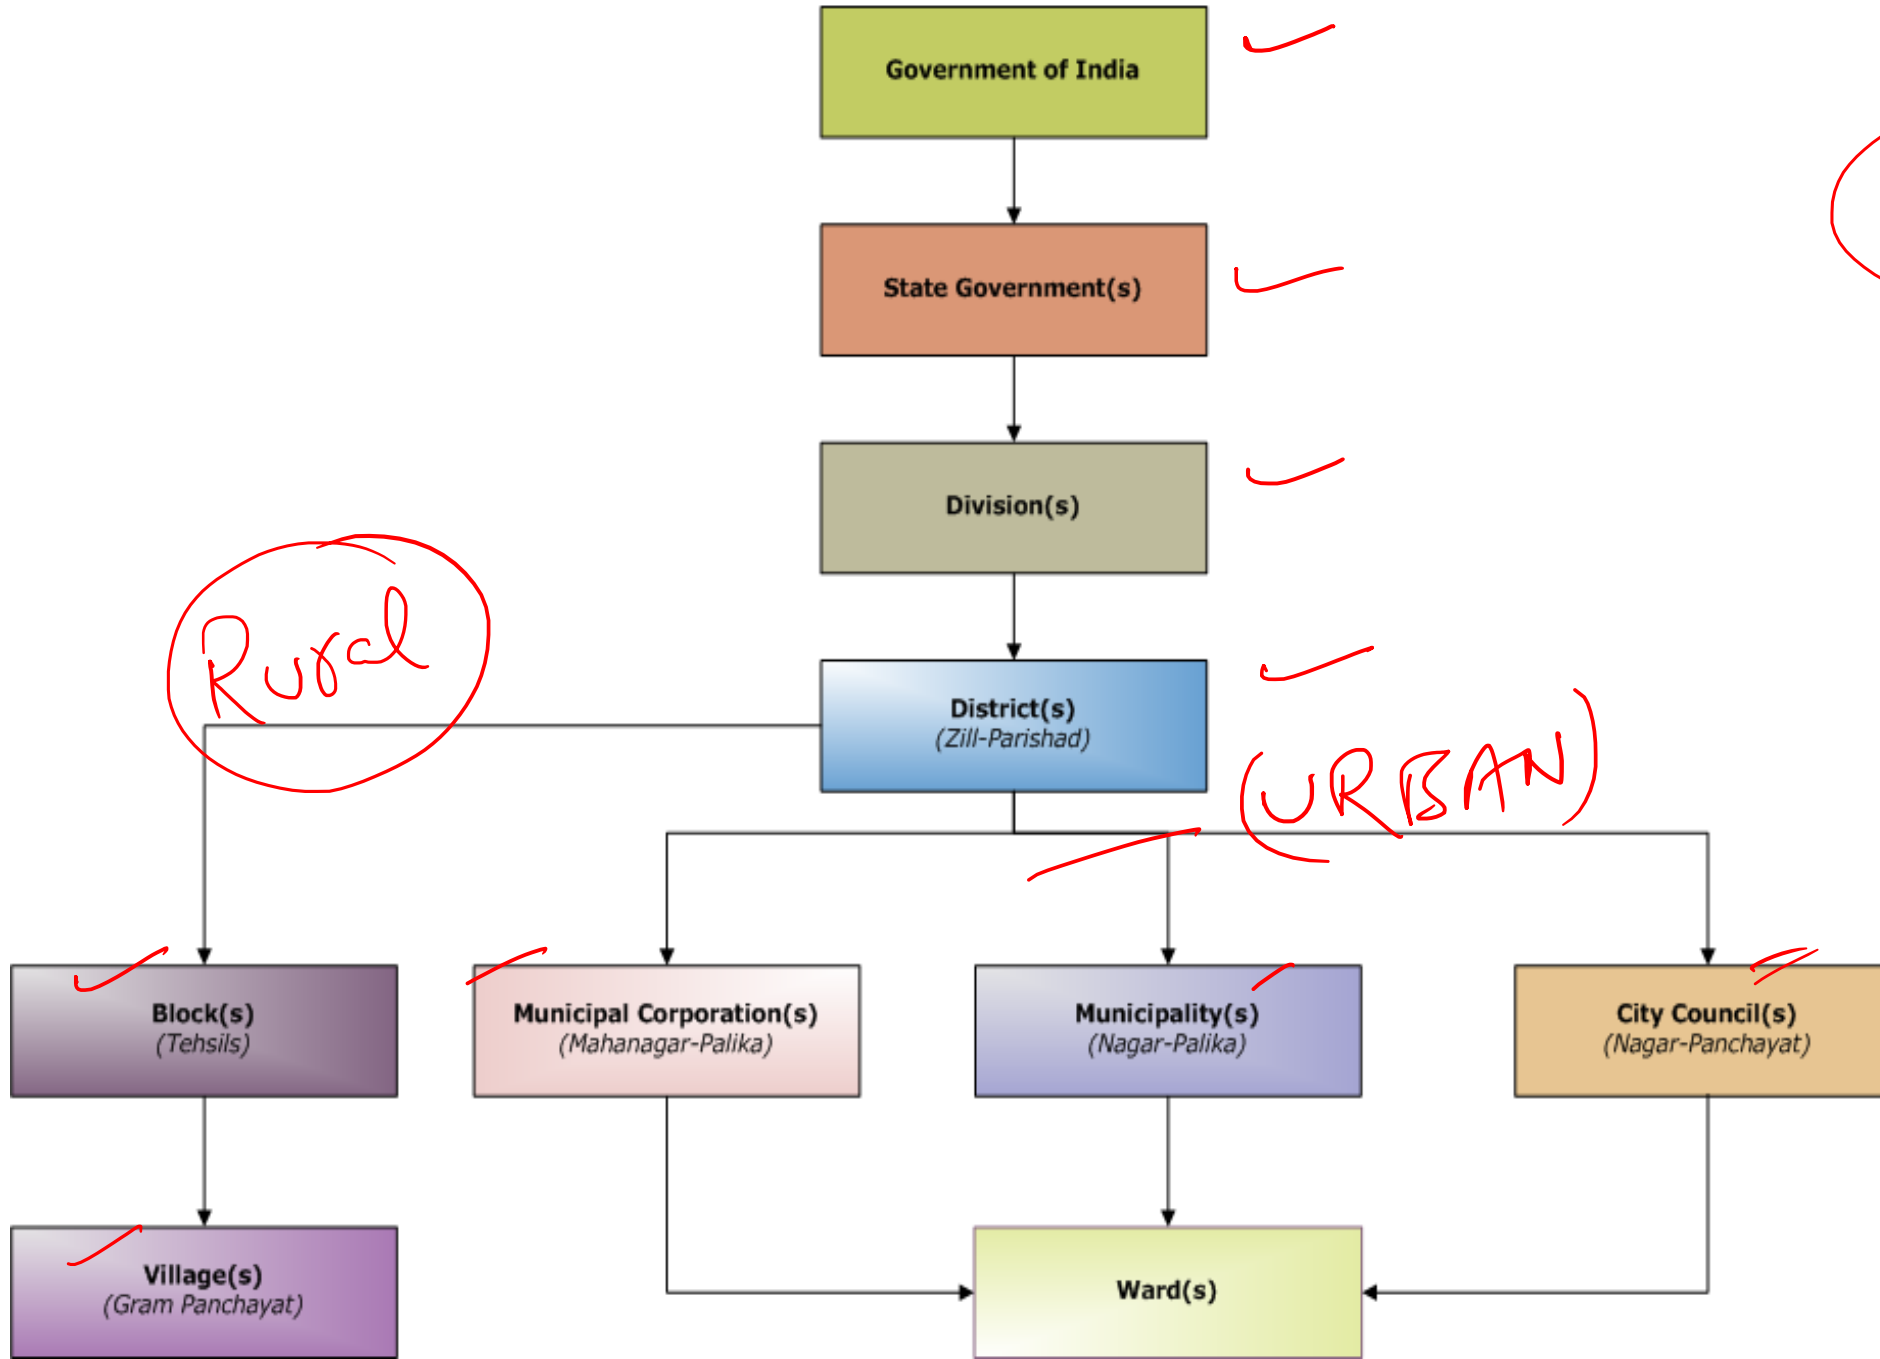 Government of India
State Government(s)
Division(s)
Rural
District(s)
(Zill-Parishad)
(URBAN)
Block(s)
(Tehsils)
Municipal Corporation(s)
(Mahanagar-Palika)
Municipality(s)
(Nagar-Palika)
City Council(s)
(Nagar-Panchayat)
Village(s)
(Gram Panchayat)
Ward(s)